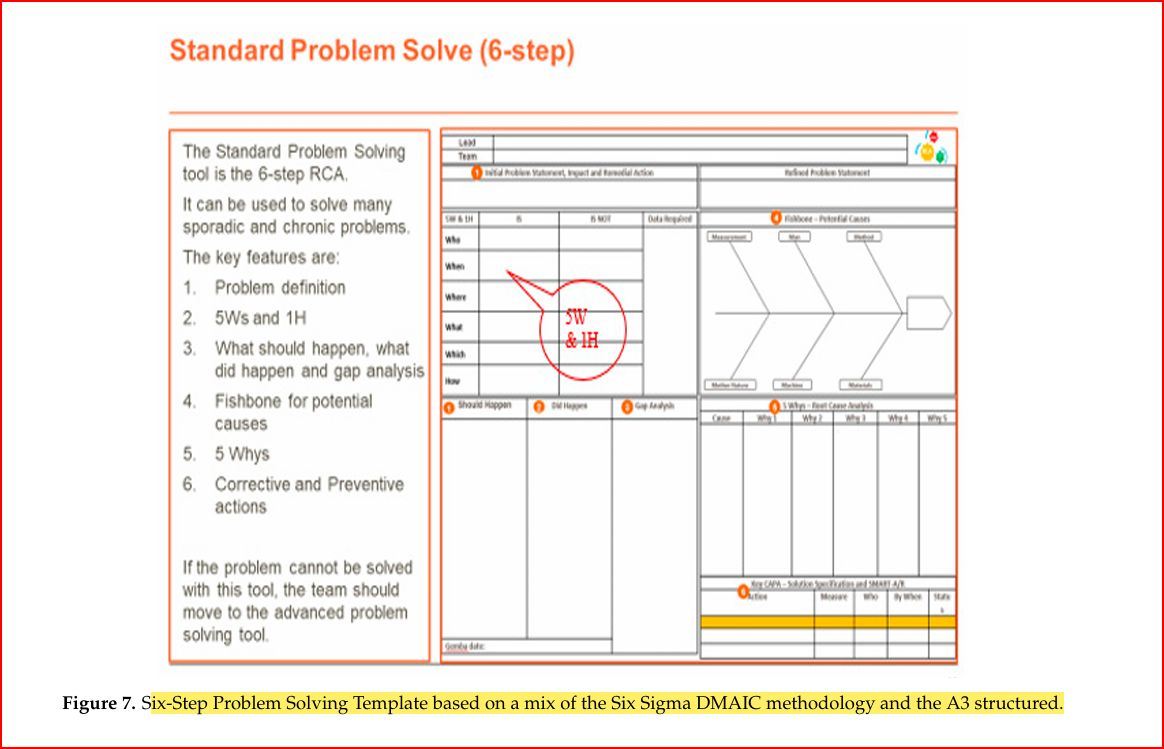 Standard Problem Solve (6-step)
The Standard Problem Solving
tool is the 6-step RCA.
It can be used to solve many
sporadic and chronic problems.
The key features are:
1. Problem definition
2. 5Ws and 1H
3. What should happen, what
did happen and gap analysis
4. Fishbone for potential
causes
5. 5 Whys
6. Corrective and Preventive
actions
If the problem cannot be solved
with this tool, the team should
move to the advanced problem
solving tool.
Lead
Team
1 Initial Problem Statement, Impact and Remedial Action
Refined Problem Statement
5W & 1H IS IS NOT Data Required
Who
When
Where
What
Which
How
5W
& 1H
4 Fishbone – Potential Causes
Measurement Man Method
Mother Nature Machine Materials
1 Should Happen 2 Did Happen 3 Gap Analysis
Gemba date:
5 5 Whys – Root Cause Analysis
Cause Why 1 Why 2 Why 3 Why 4 Why 5
Key CAPA – Solution Specification and SMART-A/R
Action Measure Who By When Statu
s
Figure 7. Six-Step Problem Solving Template based on a mix of the Six Sigma DMAIC methodology and the A3 structured.